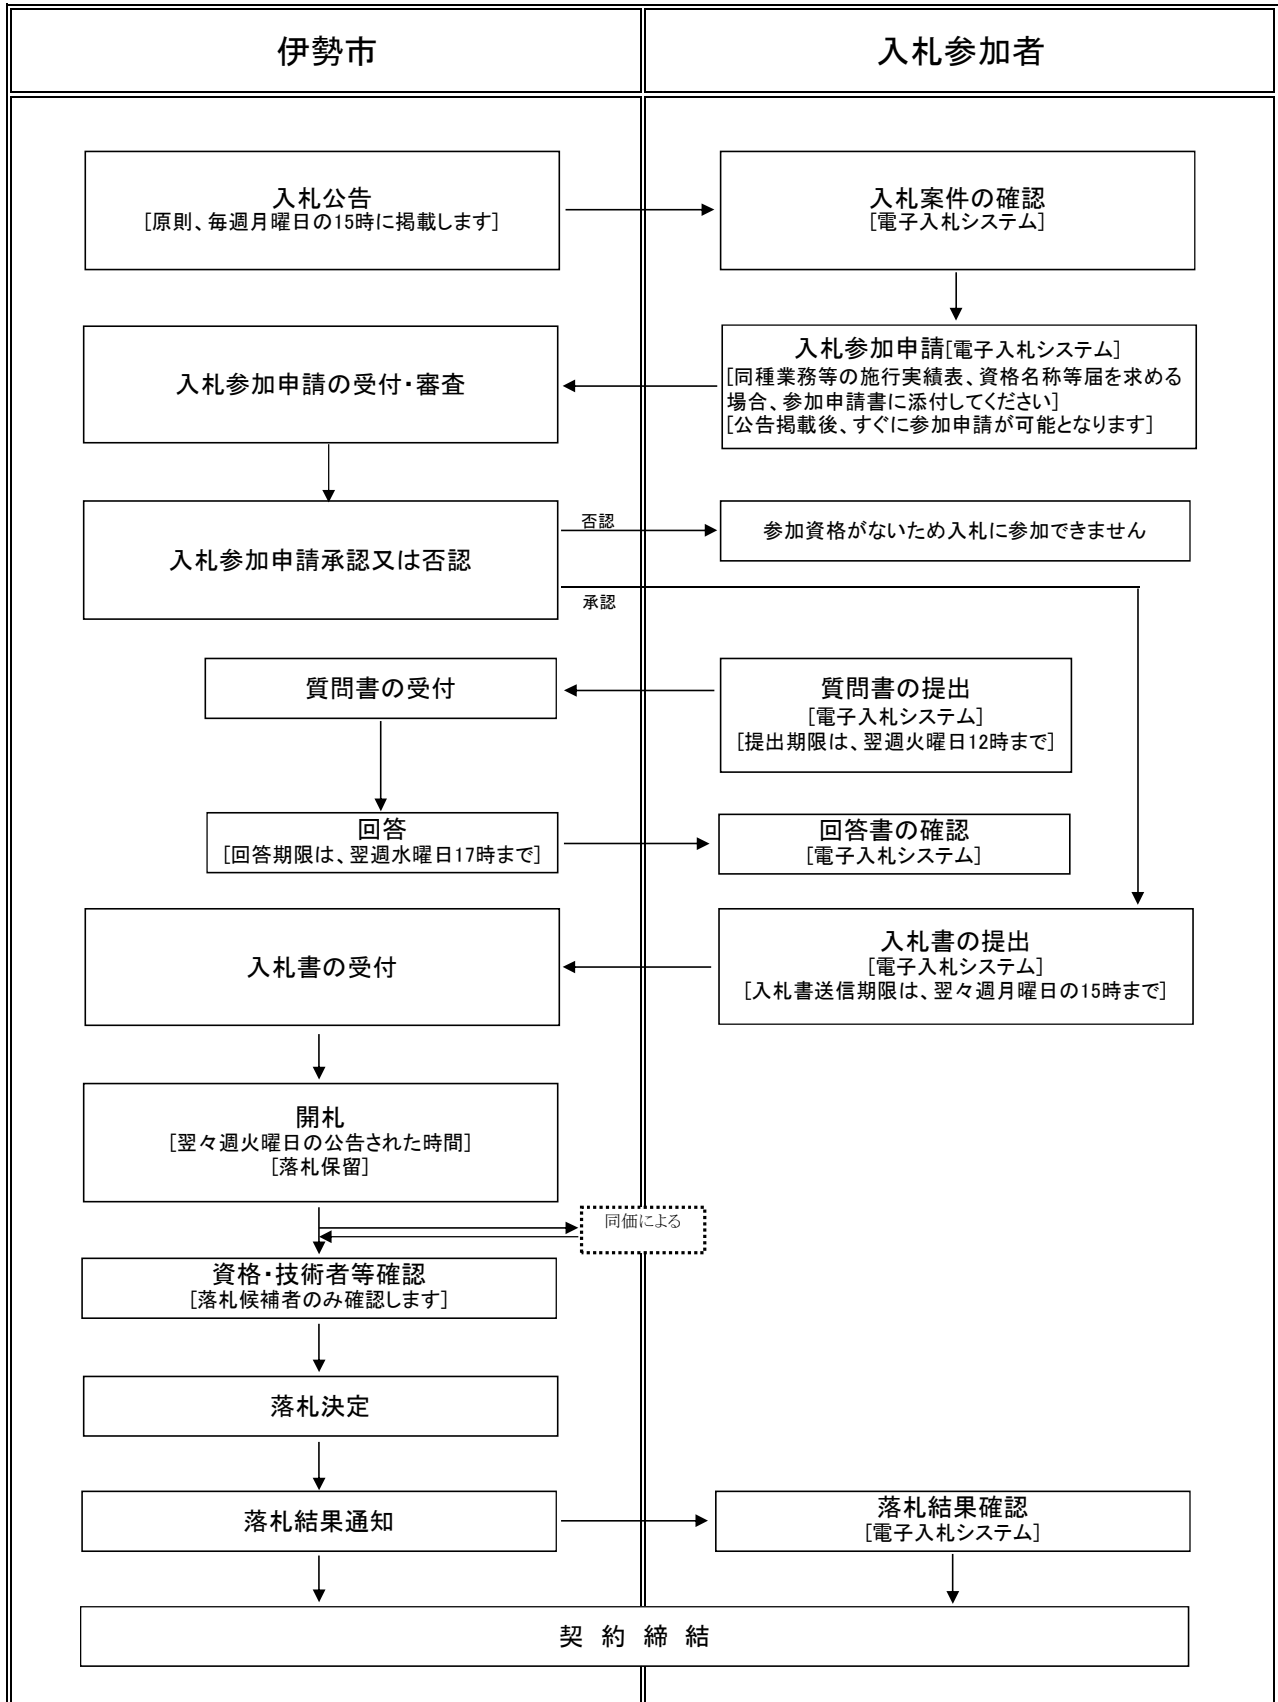 伊勢市
入札参加者
入札公告
[原則、毎週月曜日の15時に掲載します]
入札案件の確認
[電子入札システム]
入札参加申請[電子入札システム]
[同種業務等の施行実績表、資格名称等届を求める
場合、参加申請書に添付してください]
[公告掲載後、すぐに参加申請が可能となります]
入札参加申請の受付・審査
入札参加申請承認又は否認
否認
参加資格がないため入札に参加できません
承認
質問書の受付
質問書の提出
[電子入札システム]
[提出期限は、翌週火曜日12時まで]
回答
[回答期限は、翌週水曜日17時まで]
回答書の確認
[電子入札システム]
入札書の受付
入札書の提出
[電子入札システム]
[入札書送信期限は、翌々週月曜日の15時まで]
開札
[翌々週火曜日の公告された時間]
[落札保留]
同価による
資格・技術者等確認
[落札候補者のみ確認します]
落札決定
落札結果通知
落札結果確認
[電子入札システム]
契 約 締 結